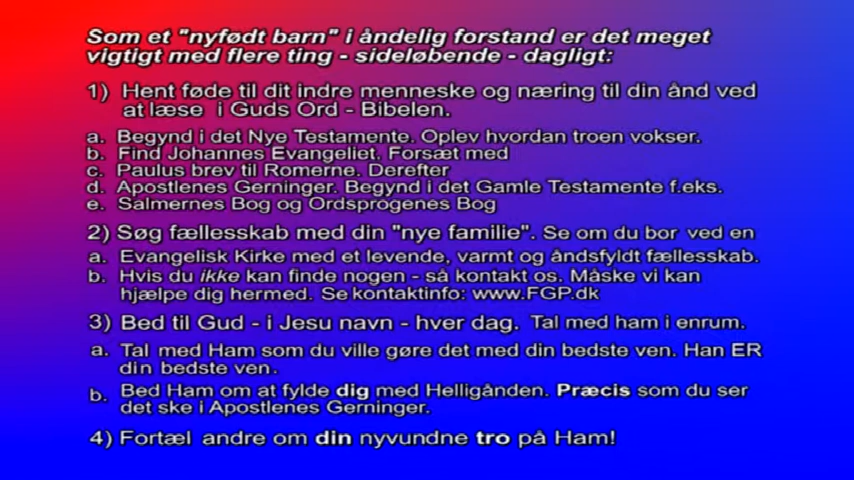 Som et "nyfødt barn" i åndelig forstand er det meget
vigtigt med flere ting - sideløbende - dagligt:
1) Hent føde til dit indre menneske og næring til din ånd ved
at læse i Guds Ord - Bibelen.
a. Begynd i det Nye Testamente. Oplev hvordan troen vokser.
b. Find Johannes Evangeliet. Forsæt med
c. Paulus brev til Romerne. Derefter
d. Apostlenes Gerninger. Begynd i det Gamle Testamente f.eks.
e. Salmernes Bog og Ordsprogenes Bog
2) Søg fællesskab med din "nye familie". Se om du bor ved en
a. Evangelisk Kirke med et levende, varmt og åndsfyldt fællesskab.
b. Hvis du ikke kan finde nogen - så kontakt os. Måske vi kan
hjælpe dig hermed. Se kontaktinfo: www.FGP.dk
3) Bed til Gud - i Jesu navn - hver dag. Tal med ham i enrum.
a. Tal med Ham som du ville gøre det med din bedste ven. Han ER
din bedste ven.
b. Bed Ham om at fylde dig med Helligånden. Præcis som du ser
det ske i Apostlenes Gerninger.
4) Fortæl andre om din nyvundne tro på Ham!